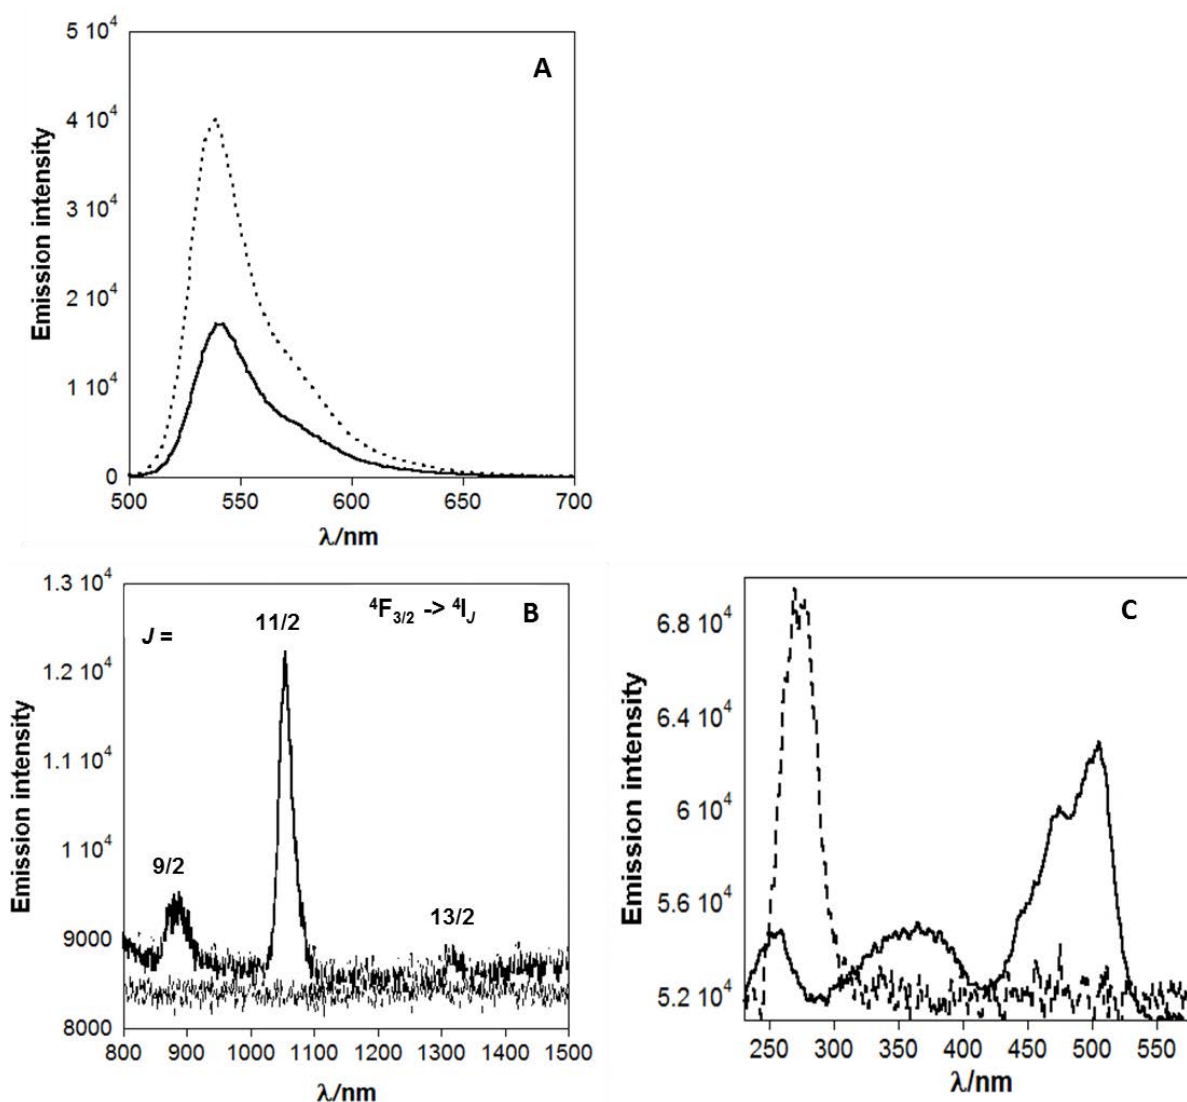 5 10⁴
A
4 10⁴
3 10⁴
2 10⁴
1 10⁴
0
Emission intensity
500 550 600 650 700
λ/nm
1.3 10⁴
⁴F₃/₂ -> ⁴I_J
B
11/2
J =
1.2 10⁴
1.1 10⁴
1 10⁴
9/2
13/2
9000
8000
Emission intensity
800 900 1000 1100 1200 1300 1400 1500
λ/nm
C
6.8 10⁴
6.4 10⁴
6 10⁴
5.6 10⁴
5.2 10⁴
Emission intensity
250 300 350 400 450 500 550
λ/nm